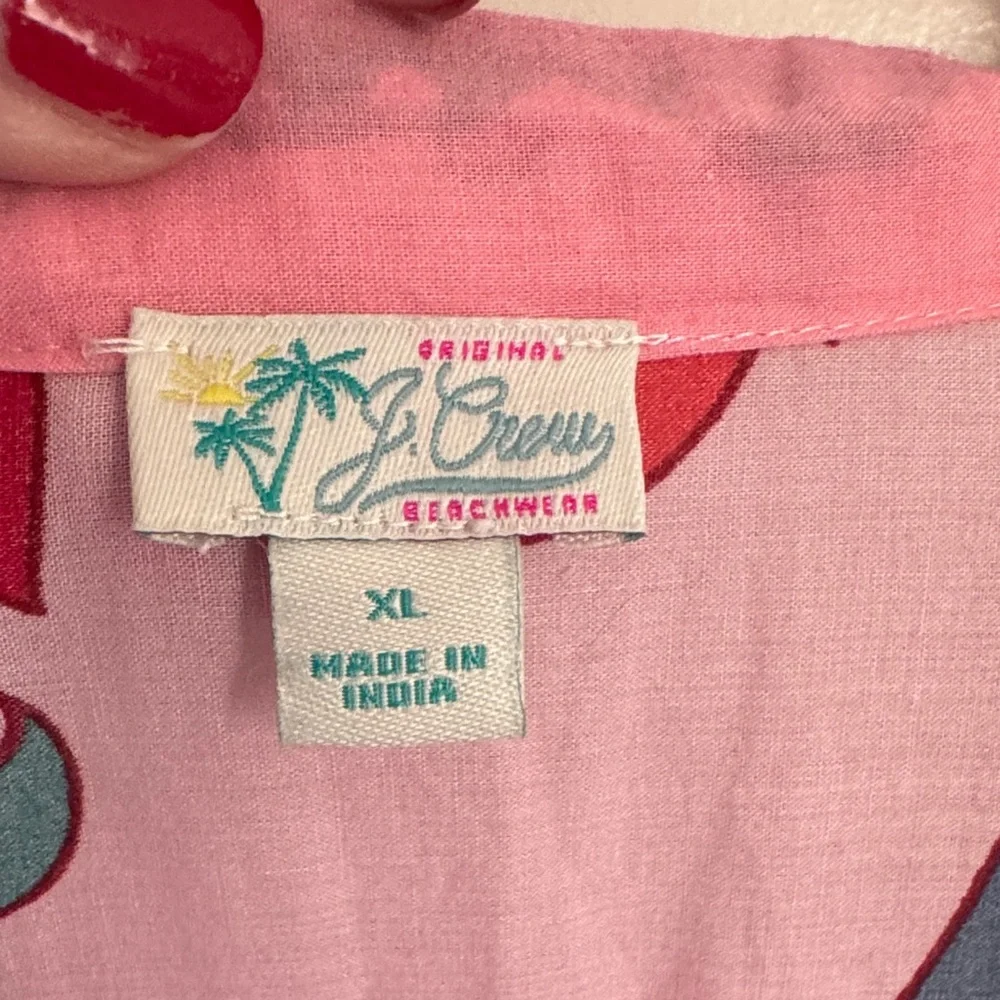 ORIGINAL
J. Crew
BEACHWEAR
XL
MADE IN
INDIA